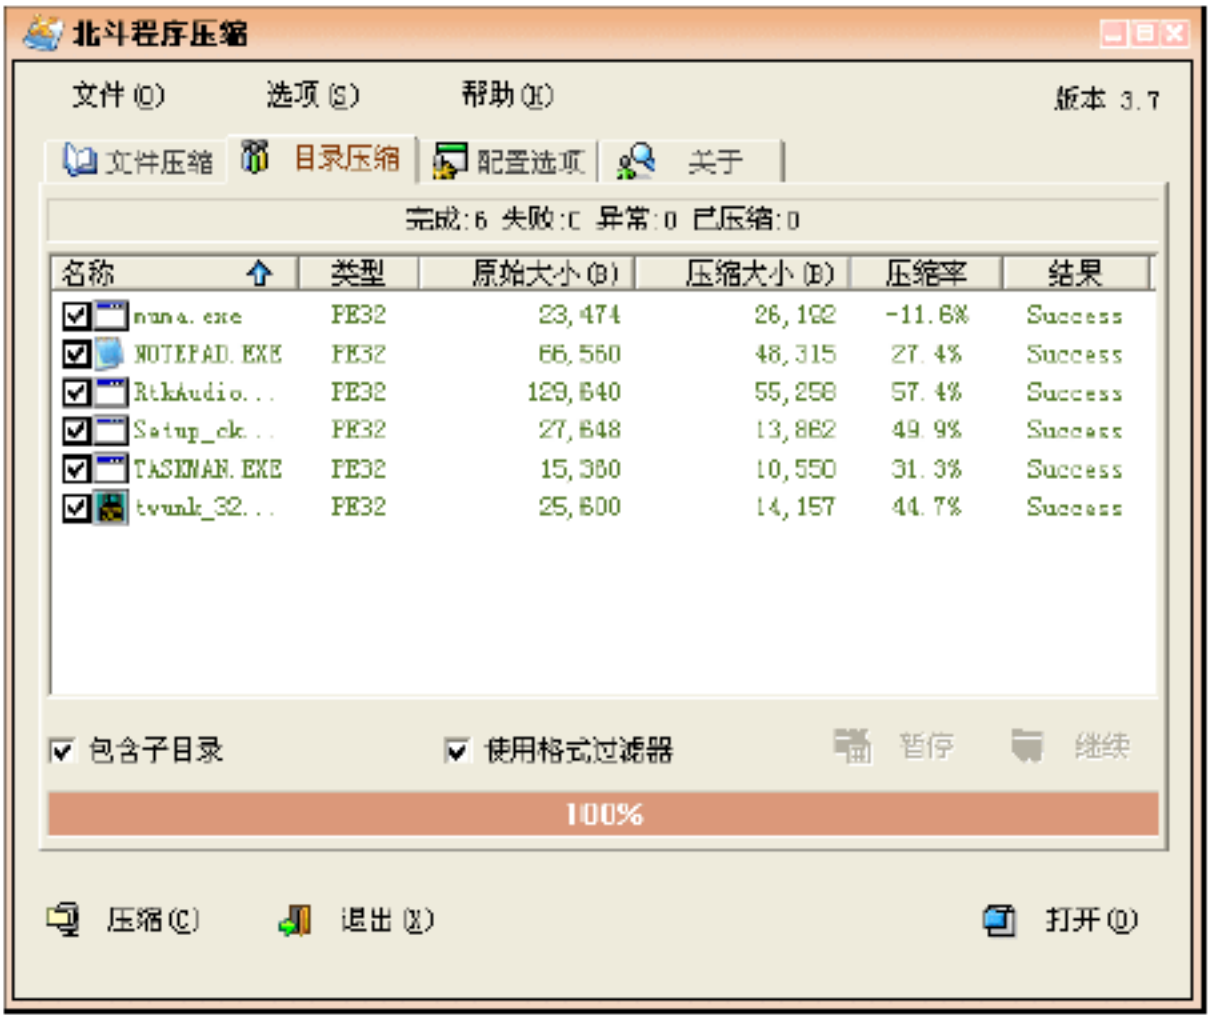 北斗程序压缩
文件(O) 选项(S) 帮助(H) 版本 3.7
文件压缩 目录压缩 配置选项 关于
完成:6 失败:0 异常:0 已压缩:0
名称 类型 原始大小(B) 压缩大小(B) 压缩率 结果
PE32 23,474 26,192 -11.6% Success
NOTEPAD.EXE PE32 66,560 48,315 27.4% Success
RtkAudio... PE32 129,640 55,258 57.4% Success
Setup_ck... PE32 27,648 13,862 49.9% Success
TASKMAN.EXE PE32 15,360 10,550 31.3% Success
twunk_32... PE32 25,600 14,157 44.7% Success
包含子目录 使用格式过滤器 暂停 继续
100%
压缩(C) 退出(X) 打开(O)